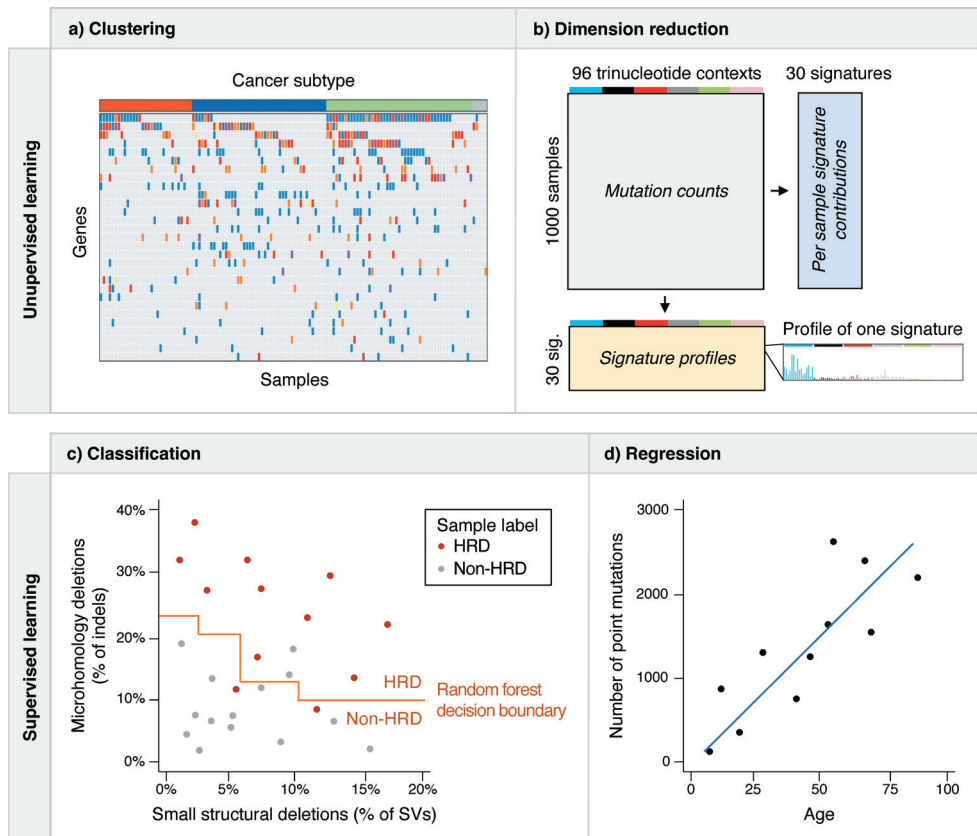 a) Clustering
b) Dimension reduction
Unupervised learning
Cancer subtype
Genes
Samples
96 trinucleotide contexts
30 signatures
1000 samples
Mutation counts
Per sample signature
contributions
30 sig.
Signature profiles
Profile of one signature
c) Classification
d) Regression
Supervised learning
Microhomology deletions
(% of indels)
40%
30%
20%
10%
0%
Sample label
HRD
Non-HRD
HRD
Non-HRD
Random forest
decision boundary
0%
5%
10%
15%
20%
Small structural deletions (% of SVs)
Number of point mutations
3000
2000
1000
0
0
25
50
75
100
Age